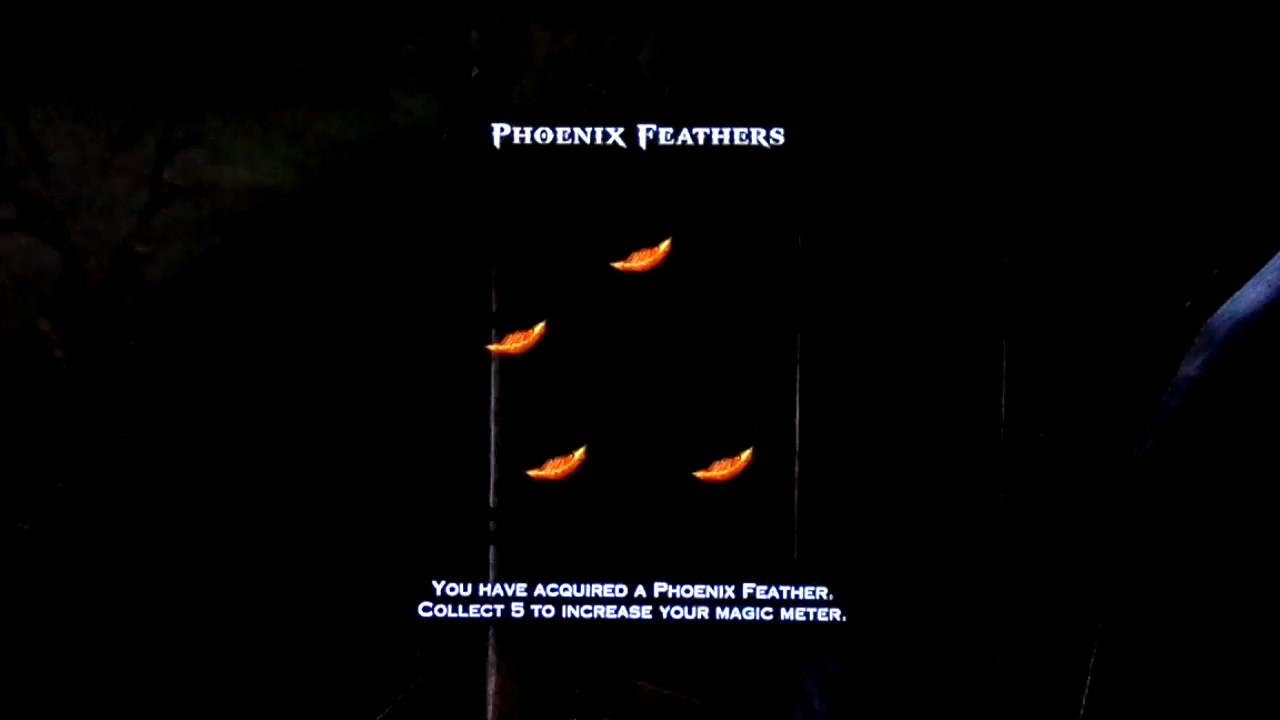 Phoenix Feathers
You have acquired a Phoenix Feather.
Collect 5 to increase your magic meter.